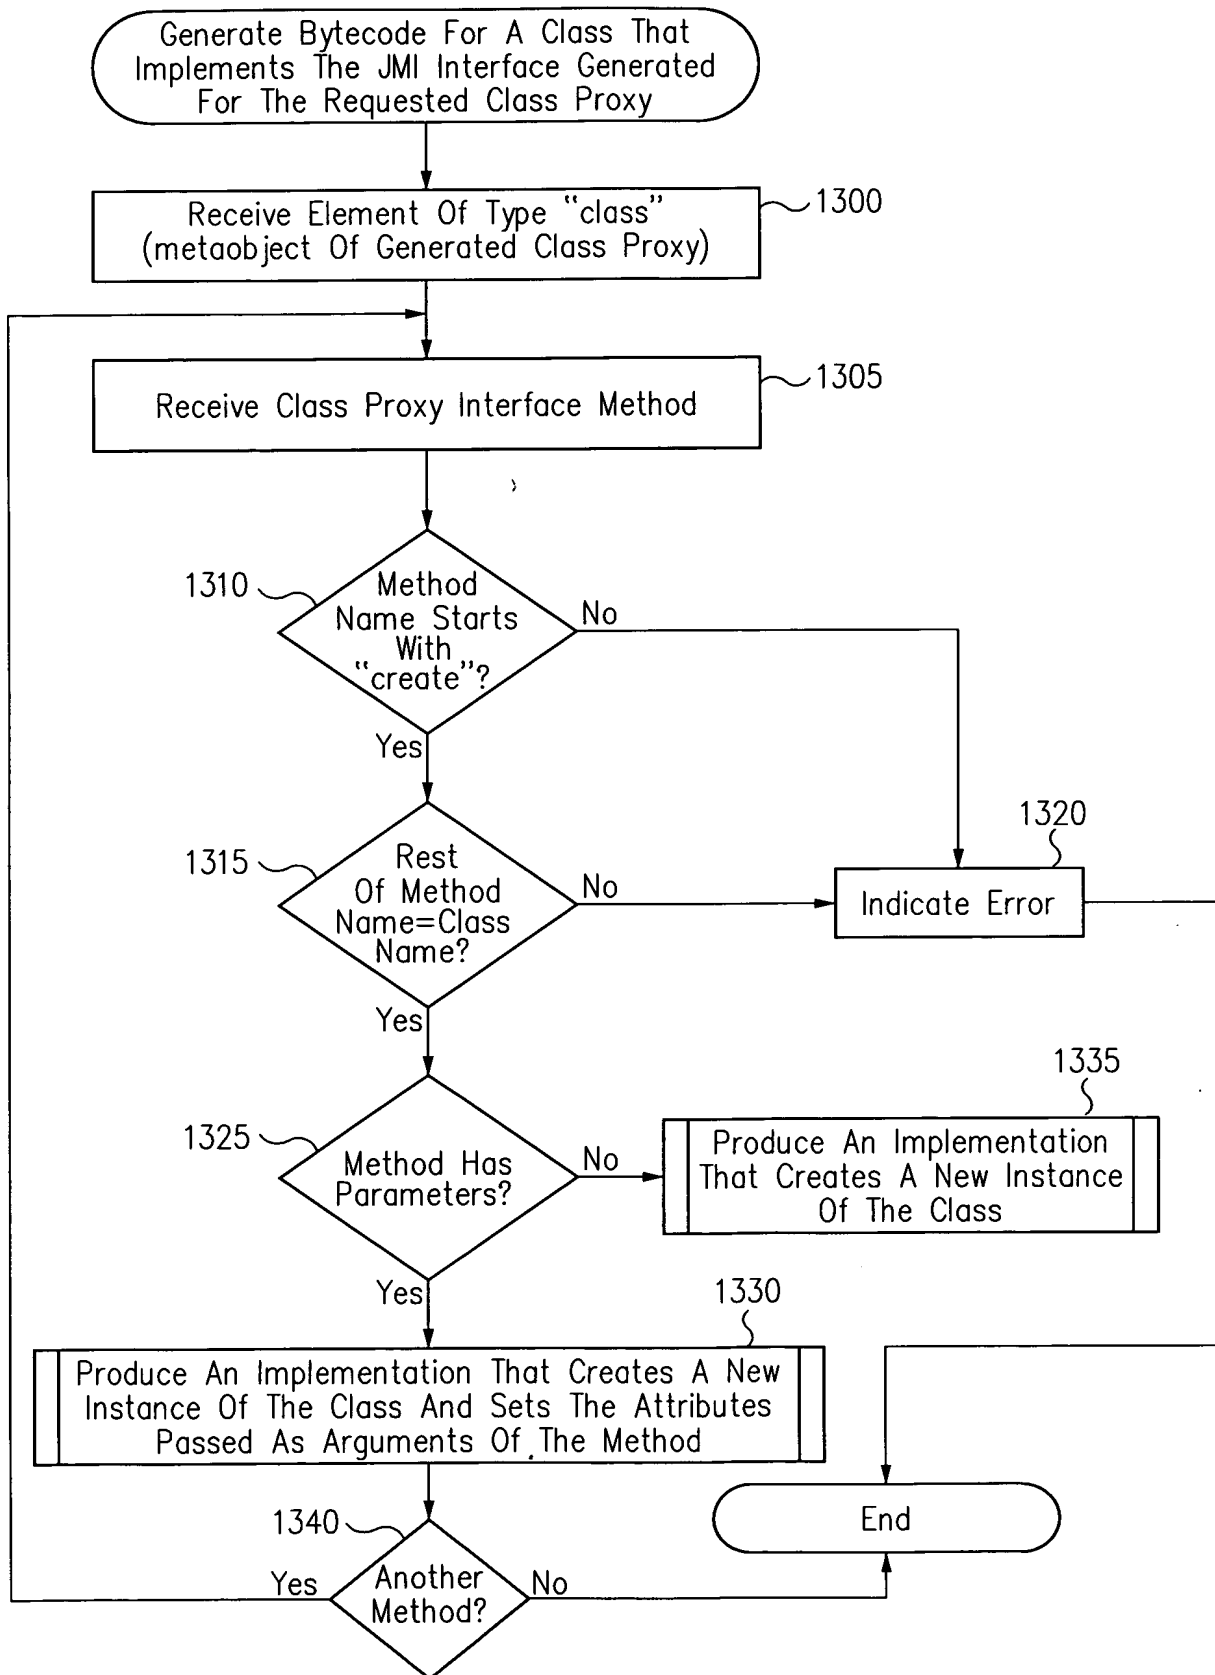 Generate Bytecode For A Class That
Implements The JMI Interface Generated
For The Requested Class Proxy
Receive Element Of Type "class"
(metaobject Of Generated Class Proxy)
1300
Receive Class Proxy Interface Method
1305
1310
Method
Name Starts
With
"create"?
No
Yes
1315
Rest
Of Method
Name=Class
Name?
No
1320
Indicate Error
Yes
1325
Method Has
Parameters?
No
1335
Produce An Implementation
That Creates A New Instance
Of The Class
Yes
1330
Produce An Implementation That Creates A New
Instance Of The Class And Sets The Attributes
Passed As Arguments Of The Method
1340
Another
Method?
Yes
No
End